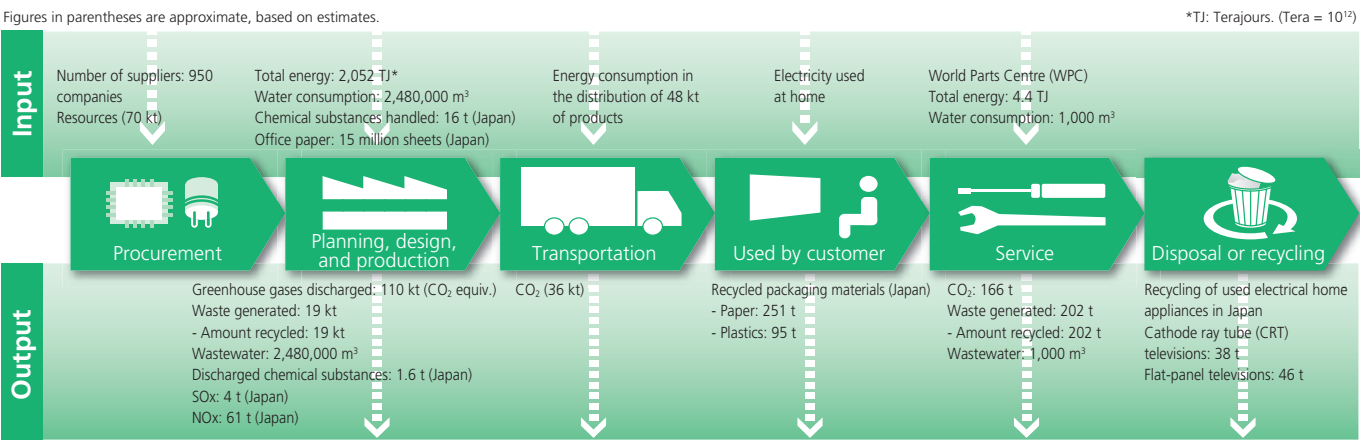 Figures in parentheses are approximate, based on estimates.
*TJ: Terajours. (Tera = 10¹²)
Input
Number of suppliers: 950
companies
Resources (70 kt)
Total energy: 2,052 TJ*
Water consumption: 2,480,000 m³
Chemical substances handled: 16 t (Japan)
Office paper: 15 million sheets (Japan)
Energy consumption in
the distribution of 48 kt
of products
Electricity used
at home
World Parts Centre (WPC)
Total energy: 4.4 TJ
Water consumption: 1,000 m³
Procurement
Planning, design,
and production
Transportation
Used by customer
Service
Disposal or recycling
Output
Greenhouse gases discharged: 110 kt (CO₂ equiv.)
Waste generated: 19 kt
- Amount recycled: 19 kt
Wastewater: 2,480,000 m³
Discharged chemical substances: 1.6 t (Japan)
SOx: 4 t (Japan)
NOx: 61 t (Japan)
CO₂ (36 kt)
Recycled packaging materials (Japan)
- Paper: 251 t
- Plastics: 95 t
CO₂: 166 t
Waste generated: 202 t
- Amount recycled: 202 t
Wastewater: 1,000 m³
Recycling of used electrical home
appliances in Japan
Cathode ray tube (CRT)
televisions: 38 t
Flat-panel televisions: 46 t